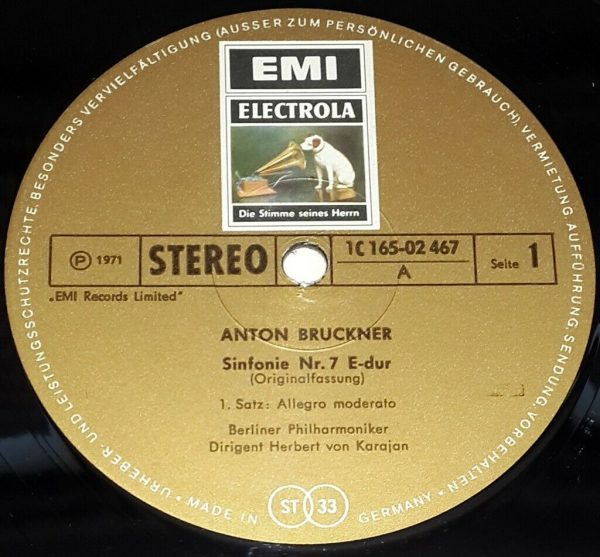 URHEBER- UND LEISTUNGSSCHUTZRECHTE, BESONDERS VERVIELFÄLTIGUNG (AUSSER ZUM PERSÖNLICHEN GEBRAUCH), VERMIETUNG, AUFFÜHRUNG, SENDUNG, VORBEHALTEN
EMI
ELECTROLA
Die Stimme seines Herrn
Ⓟ 1971
STEREO
1C 165-02 467
A
Seite 1
„EMI Records Limited“
ANTON BRUCKNER
Sinfonie Nr. 7 E-dur
(Originalfassung)
1. Satz: Allegro moderato
Berliner Philharmoniker
Dirigent Herbert von Karajan
• MADE IN ST 33 GERMANY •